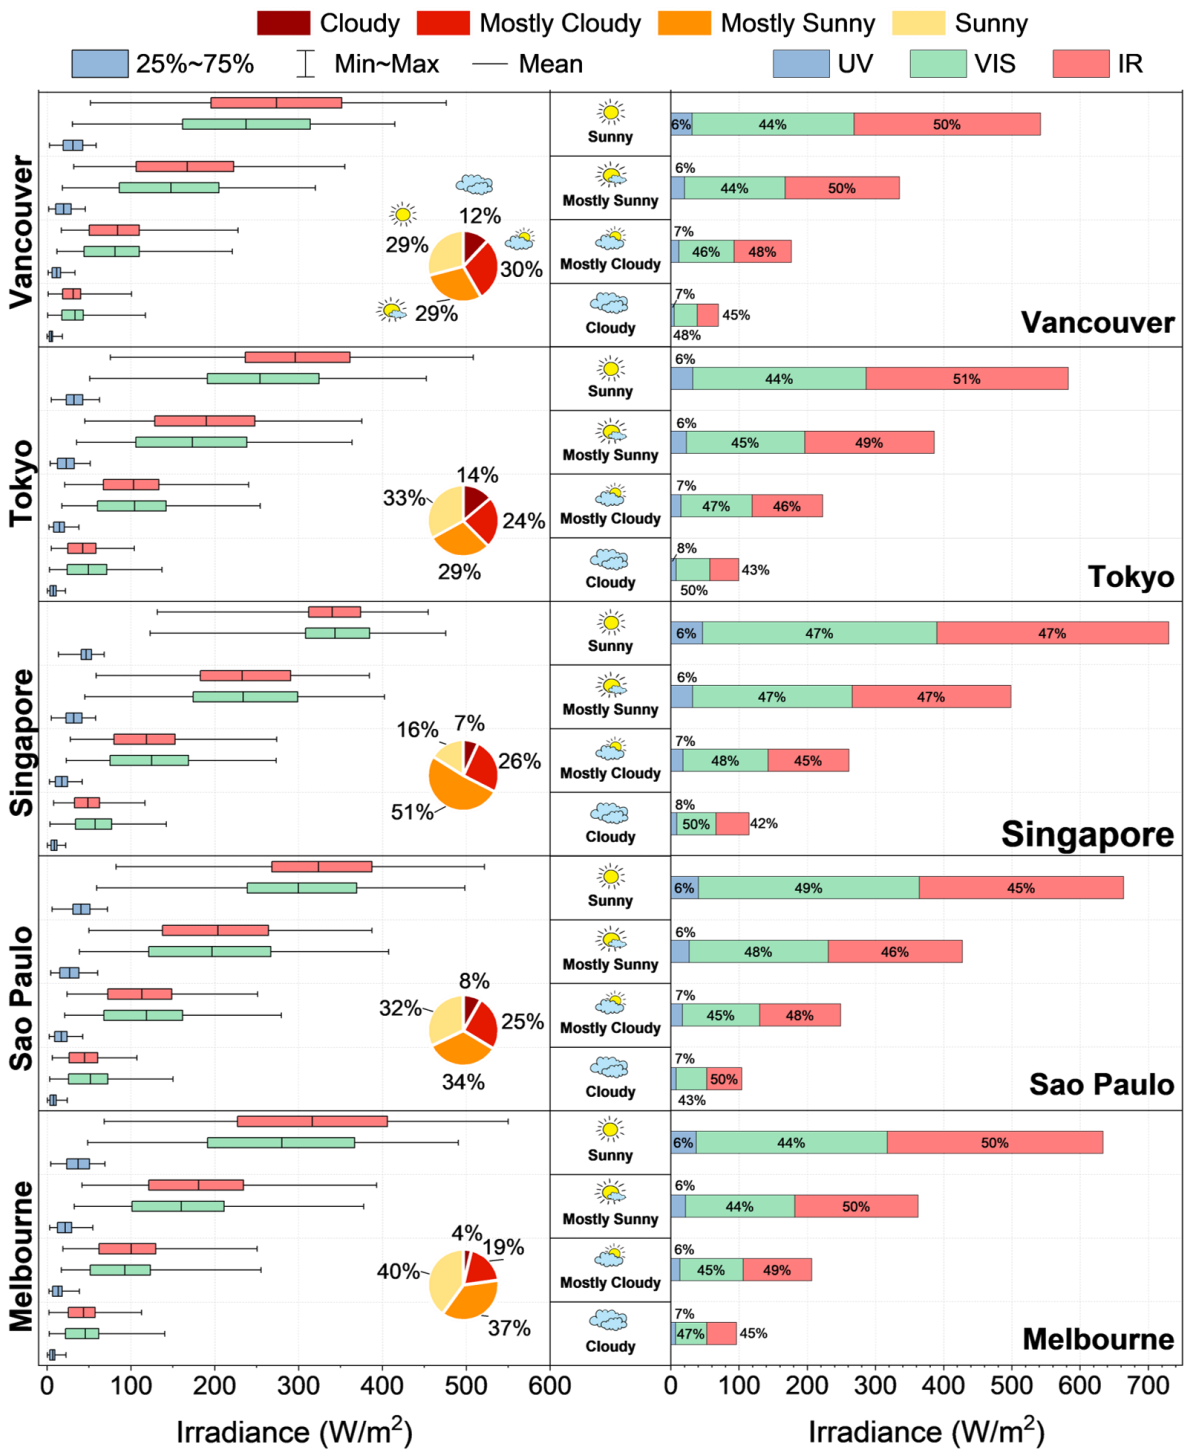 Cloudy Mostly Cloudy Mostly Sunny Sunny
25%~75% Min~Max Mean UV VIS IR
Vancouver
12%
29%
30%
29%
Sunny
6% 44% 50%
Mostly Sunny
6%
44% 50%
Mostly Cloudy
7%
46% 48%
Cloudy
7%
45%
48%
Vancouver
Tokyo
14%
33%
24%
29%
Sunny
6%
44% 51%
Mostly Sunny
6%
45% 49%
Mostly Cloudy
7%
47% 46%
Cloudy
8%
43%
50%
Tokyo
Singapore
16% 7%
26%
51%
Sunny
6% 47% 47%
Mostly Sunny
6%
47% 47%
Mostly Cloudy
7%
48% 45%
Cloudy
8%
50% 42%
Singapore
Sao Paulo
8%
32%
25%
34%
Sunny
6% 49% 45%
Mostly Sunny
6%
48% 46%
Mostly Cloudy
7%
45% 48%
Cloudy
7%
50%
43%
Sao Paulo
Melbourne
4%
19%
40%
37%
Sunny
6% 44% 50%
Mostly Sunny
6%
44% 50%
Mostly Cloudy
6%
45% 49%
Cloudy
7%
47% 45%
Melbourne
0 100 200 300 400 500 600
0 100 200 300 400 500 600 700
Irradiance (W/m²)
Irradiance (W/m²)